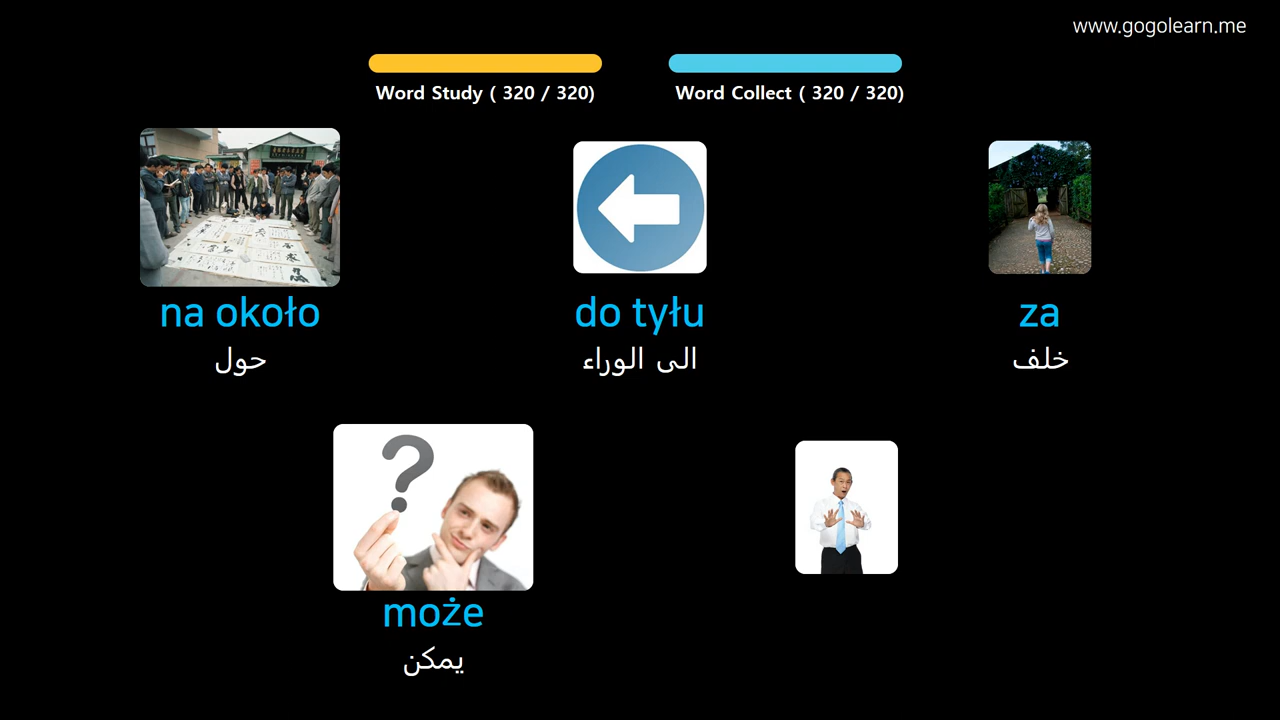 www.gogolearn.me
Word Study ( 320 / 320)
Word Collect ( 320 / 320)
na około
حول
do tyłu
الى الوراء
za
خلف
?
może
يمكن